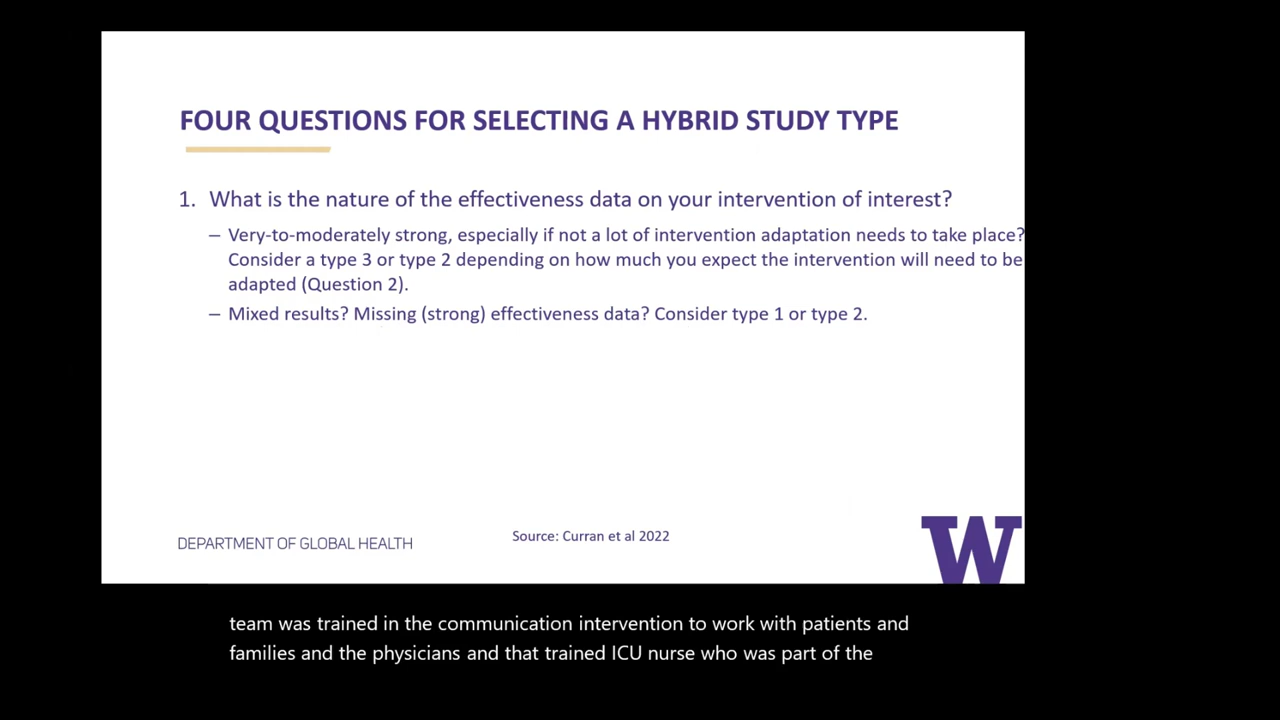 FOUR QUESTIONS FOR SELECTING A HYBRID STUDY TYPE
1. What is the nature of the effectiveness data on your intervention of interest?
– Very-to-moderately strong, especially if not a lot of intervention adaptation needs to take place?
Consider a type 3 or type 2 depending on how much you expect the intervention will need to be
adapted (Question 2).
– Mixed results? Missing (strong) effectiveness data? Consider type 1 or type 2.
DEPARTMENT OF GLOBAL HEALTH
Source: Curran et al 2022
W
team was trained in the communication intervention to work with patients and
families and the physicians and that trained ICU nurse who was part of the